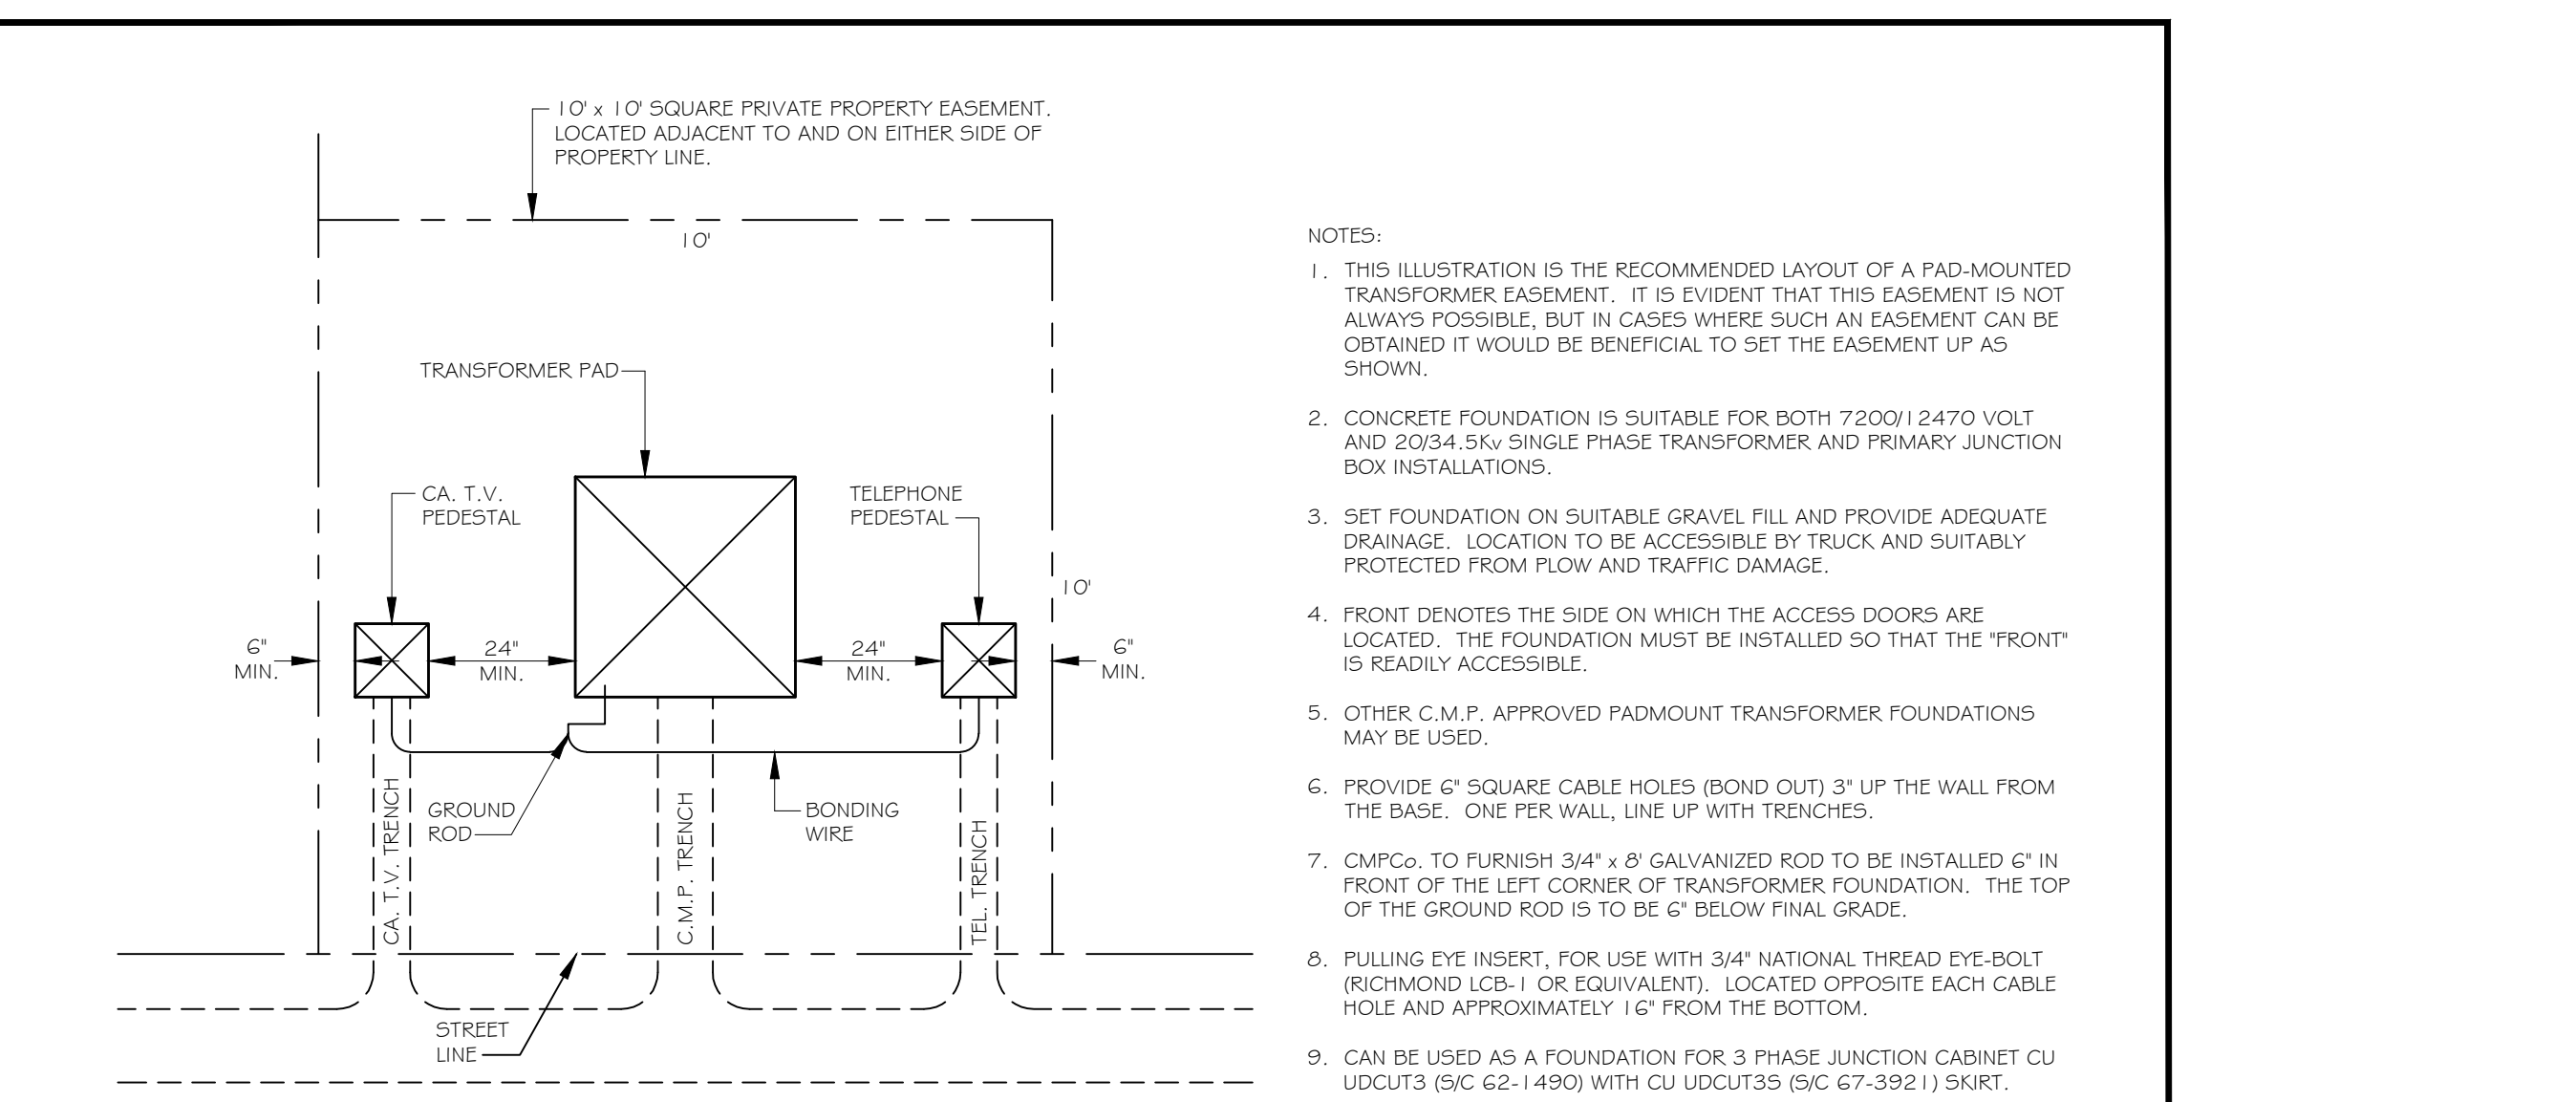 10' x 10' SQUARE PRIVATE PROPERTY EASEMENT.
LOCATED ADJACENT TO AND ON EITHER SIDE OF
PROPERTY LINE.
10'
TRANSFORMER PAD
CA. T.V.
PEDESTAL
TELEPHONE
PEDESTAL
10'
6"
MIN.
24"
MIN.
24"
MIN.
6"
MIN.
CA. T.V. TRENCH
GROUND
ROD
C.M.P. TRENCH
BONDING
WIRE
TEL. TRENCH
STREET
LINE
NOTES:
1. THIS ILLUSTRATION IS THE RECOMMENDED LAYOUT OF A PAD-MOUNTED
TRANSFORMER EASEMENT. IT IS EVIDENT THAT THIS EASEMENT IS NOT
ALWAYS POSSIBLE, BUT IN CASES WHERE SUCH AN EASEMENT CAN BE
OBTAINED IT WOULD BE BENEFICIAL TO SET THE EASEMENT UP AS
SHOWN.
2. CONCRETE FOUNDATION IS SUITABLE FOR BOTH 7200/12470 VOLT
AND 20/34.5Kv SINGLE PHASE TRANSFORMER AND PRIMARY JUNCTION
BOX INSTALLATIONS.
3. SET FOUNDATION ON SUITABLE GRAVEL FILL AND PROVIDE ADEQUATE
DRAINAGE. LOCATION TO BE ACCESSIBLE BY TRUCK AND SUITABLY
PROTECTED FROM PLOW AND TRAFFIC DAMAGE.
4. FRONT DENOTES THE SIDE ON WHICH THE ACCESS DOORS ARE
LOCATED. THE FOUNDATION MUST BE INSTALLED SO THAT THE "FRONT"
IS READILY ACCESSIBLE.
5. OTHER C.M.P. APPROVED PADMOUNT TRANSFORMER FOUNDATIONS
MAY BE USED.
6. PROVIDE 6" SQUARE CABLE HOLES (BOND OUT) 3" UP THE WALL FROM
THE BASE. ONE PER WALL, LINE UP WITH TRENCHES.
7. CMPCo. TO FURNISH 3/4" x 8' GALVANIZED ROD TO BE INSTALLED 6" IN
FRONT OF THE LEFT CORNER OF TRANSFORMER FOUNDATION. THE TOP
OF THE GROUND ROD IS TO BE 6" BELOW FINAL GRADE.
8. PULLING EYE INSERT, FOR USE WITH 3/4" NATIONAL THREAD EYE-BOLT
(RICHMOND LCB-1 OR EQUIVALENT). LOCATED OPPOSITE EACH CABLE
HOLE AND APPROXIMATELY 16" FROM THE BOTTOM.
9. CAN BE USED AS A FOUNDATION FOR 3 PHASE JUNCTION CABINET CU
UDCUT3 (S/C 62-1490) WITH CU UDCUT3S (S/C 67-3921) SKIRT.